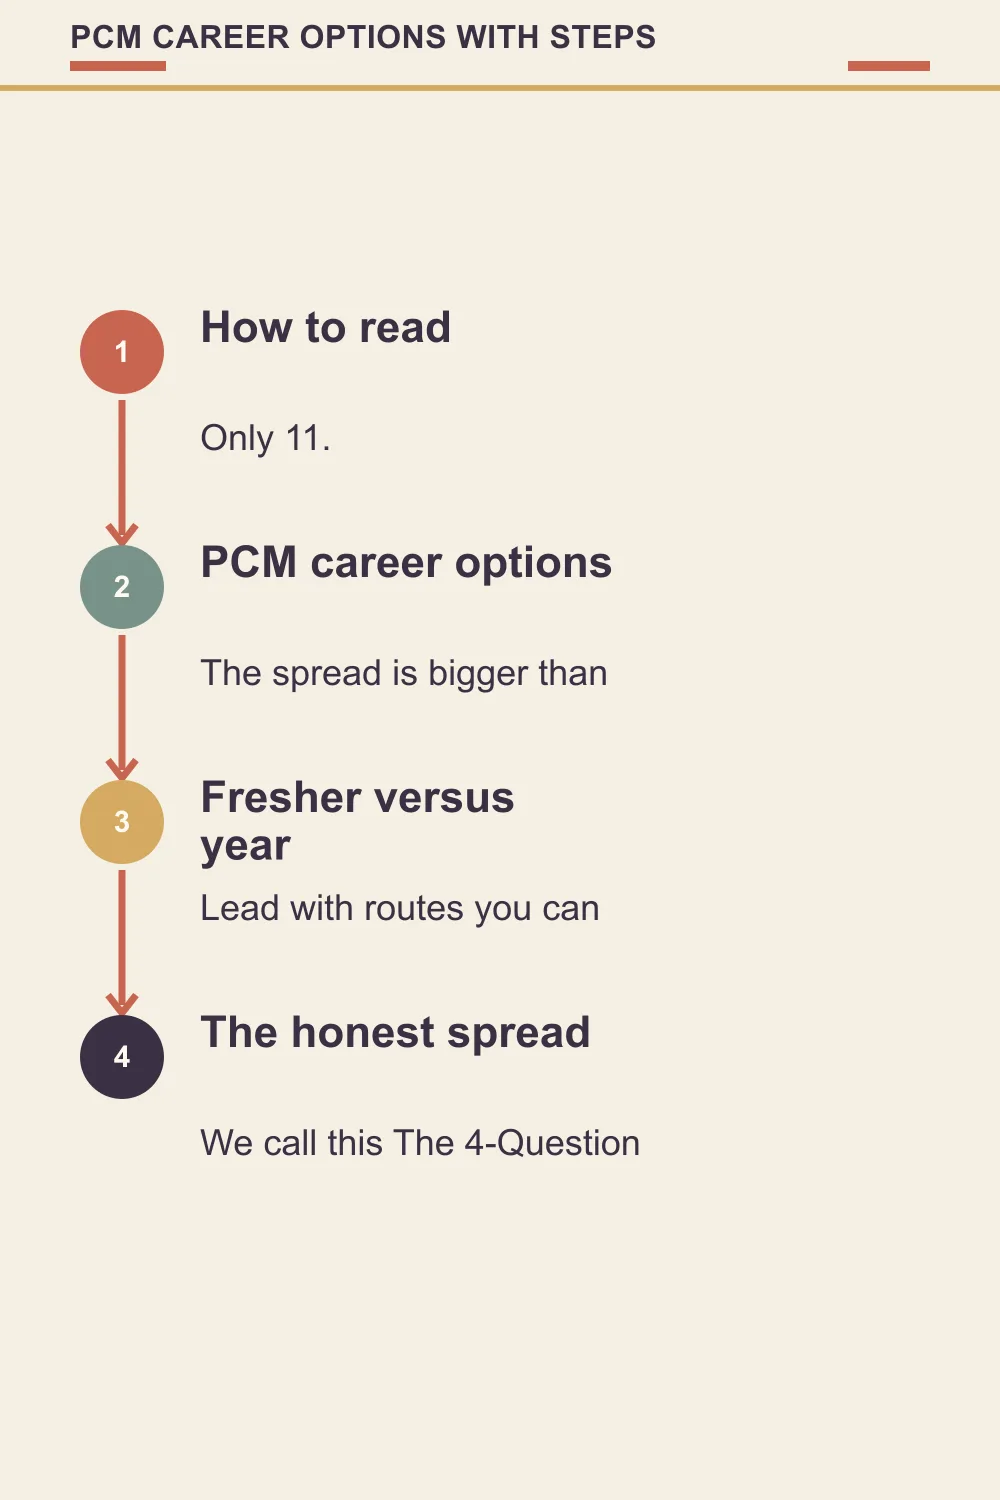 PCM CAREER OPTIONS WITH STEPS
1
How to read
Only 11.
2
PCM career options
The spread is bigger than
3
Fresher versus
year
Lead with routes you can
4
The honest spread
We call this The 4-Question